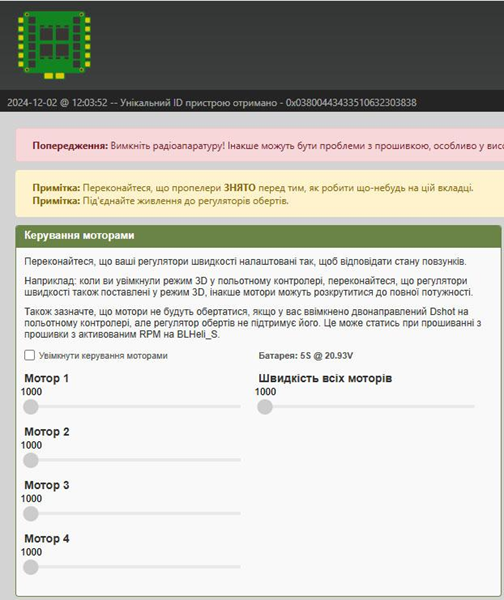 2024-12-02 @ 12:03:52 -- Унікальний ID пристрою отримано - 0x03800443433510632303838
Попередження: Вимкніть радіоапаратуру! Інакше можуть бути проблеми з прошивкою, особливо у
Примітка: Переконайтеся, що пропелери ЗНЯТО перед тим, як робити що-небудь на цій вкладці.
Примітка: Під'єднайте живлення до регуляторів обертів.
Керування моторами
Переконайтеся, що ваші регулятори швидкості налаштовані так, щоб відповідати стану повзунків.
Наприклад: коли ви увімкнули режим 3D у польотному контролері, переконайтеся, що регулятори
швидкості також поставлені у режим 3D, інакше мотори можуть розкрутитися до повної потужності.
Також зазначте, що мотори не будуть обертатися, якщо у вас ввімкнено двонаправлений Dshot на
польотному контролері, але регулятор обертів не підтримує його. Це може статись при прошиванні з
прошивки з активованим RPM на BLHeli_S.
Увімкнути керування моторами
Батарея: 5S @ 20.93V
Мотор 1
1000
Швидкість всіх моторів
1000
Мотор 2
1000
Мотор 3
1000
Мотор 4
1000